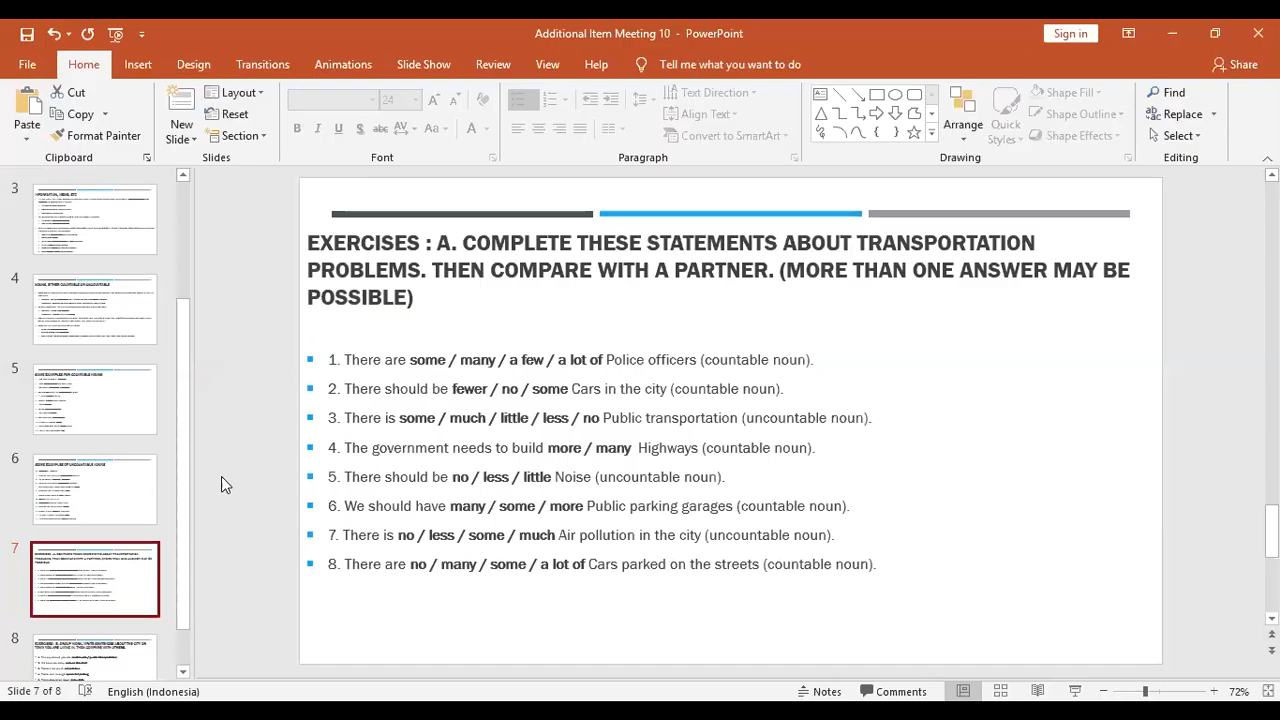 Additional Item Meeting 10 - PowerPoint
Sign in
File
Home
Insert
Design
Transitions
Animations
Slide Show
Review
View
Help
Tell me what you want to do
Share
Paste
Cut
Copy
Format Painter
Clipboard
New Slide
Layout
Reset
Section
Slides
24
Font
Text Direction
Align Text
Convert to SmartArt
Paragraph
Arrange
Quick Styles
Shape Fill
Shape Outline
Shape Effects
Drawing
Find
Replace
Select
Editing
3
4
5
6
7
8
EXERCISES : A. COMPLETE THESE STATEMENTS ABOUT TRANSPORTATION
PROBLEMS. THEN COMPARE WITH A PARTNER. (MORE THAN ONE ANSWER MAY BE
POSSIBLE)
1. There are some / many / a few / a lot of Police officers (countable noun).
2. There should be fewer / no / some Cars in the city (countable noun).
3. There is some / much / little / less / no Public transportation (uncountable noun).
4. The government needs to build more / many Highways (countable noun).
5. There should be no / less / little Noise (uncountable noun).
6. We should have many / some / more Public parking garages (countable noun).
7. There is no / less / some / much Air pollution in the city (uncountable noun).
8. There are no / many / some / a lot of Cars parked on the streets (countable noun).
Slide 7 of 8
English (Indonesia)
Notes
Comments
72%